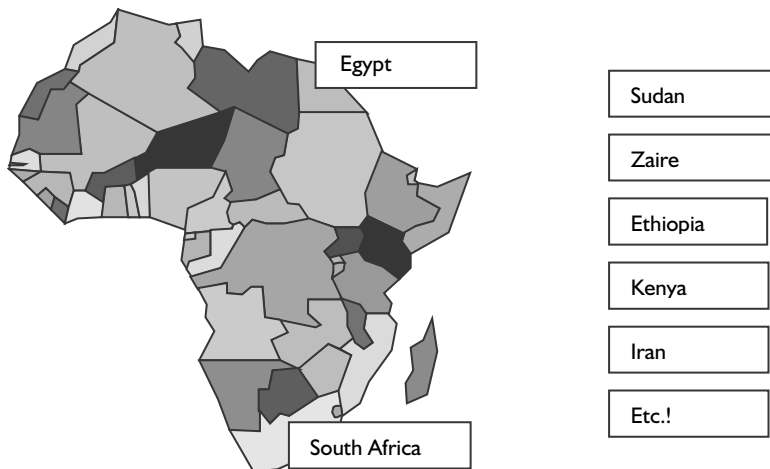 Egypt
Sudan
Zaire
Ethiopia
Kenya
Iran
Etc.!
South Africa